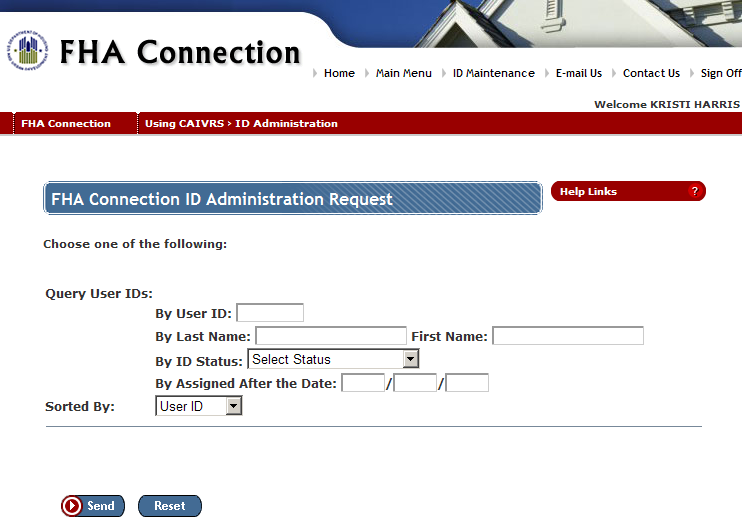 FHA Connection
Home Main Menu ID Maintenance E-mail Us Contact Us Sign Off
Welcome KRISTI HARRIS
FHA Connection Using CAIVRS › ID Administration
FHA Connection ID Administration Request
Help Links ?
Choose one of the following:
Query User IDs:
By User ID:
By Last Name: First Name:
By ID Status: Select Status
By Assigned After the Date: / /
Sorted By: User ID
Send Reset